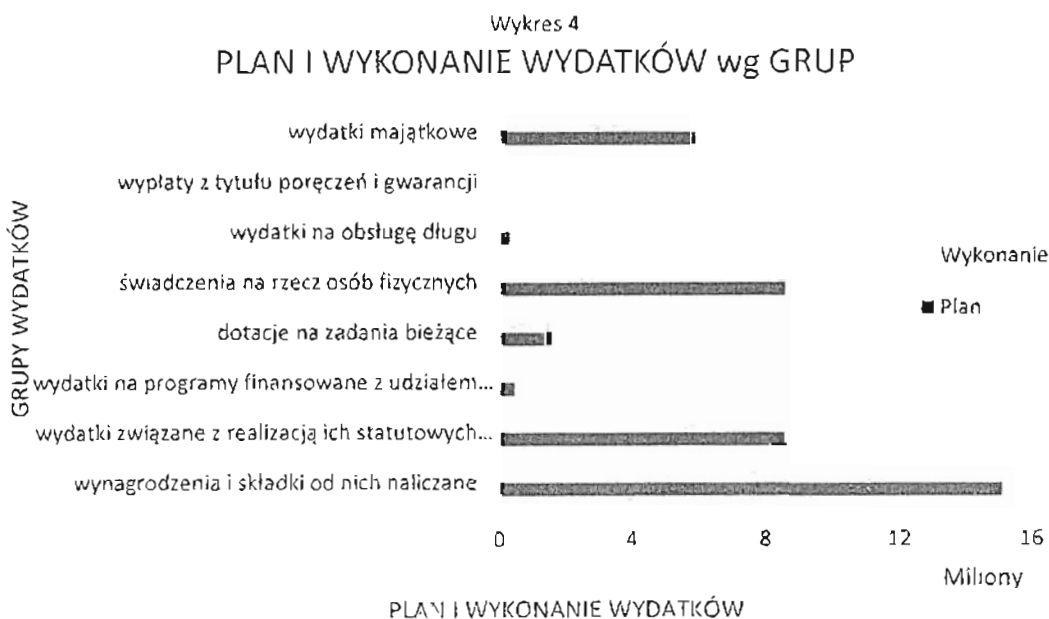 Wykres 4
PLAN I WYKONANIE WYDATKÓW wg GRUP
GRUPY WYDATKÓW
wydatki majątkowe
wypłaty z tytułu poręczeń i gwarancji
wydatki na obsługę długu
świadczenia na rzecz osób fizycznych
dotacje na zadania bieżące
wydatki na programy finansowane z udziałem...
wydatki związane z realizacją ich statutowych...
wynagrodzenia i składki od nich naliczane
Wykonanie
Plan
0 4 8 12 16
Miliony
PLAN I WYKONANIE WYDATKÓW